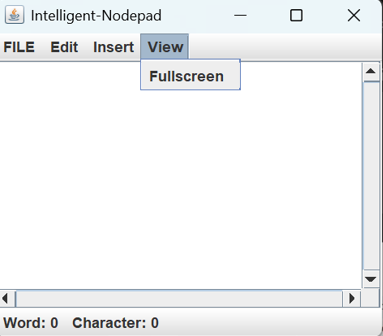 Intelligent-Nodepad
FILE Edit Insert View
Fullscreen
Word: 0 Character: 0